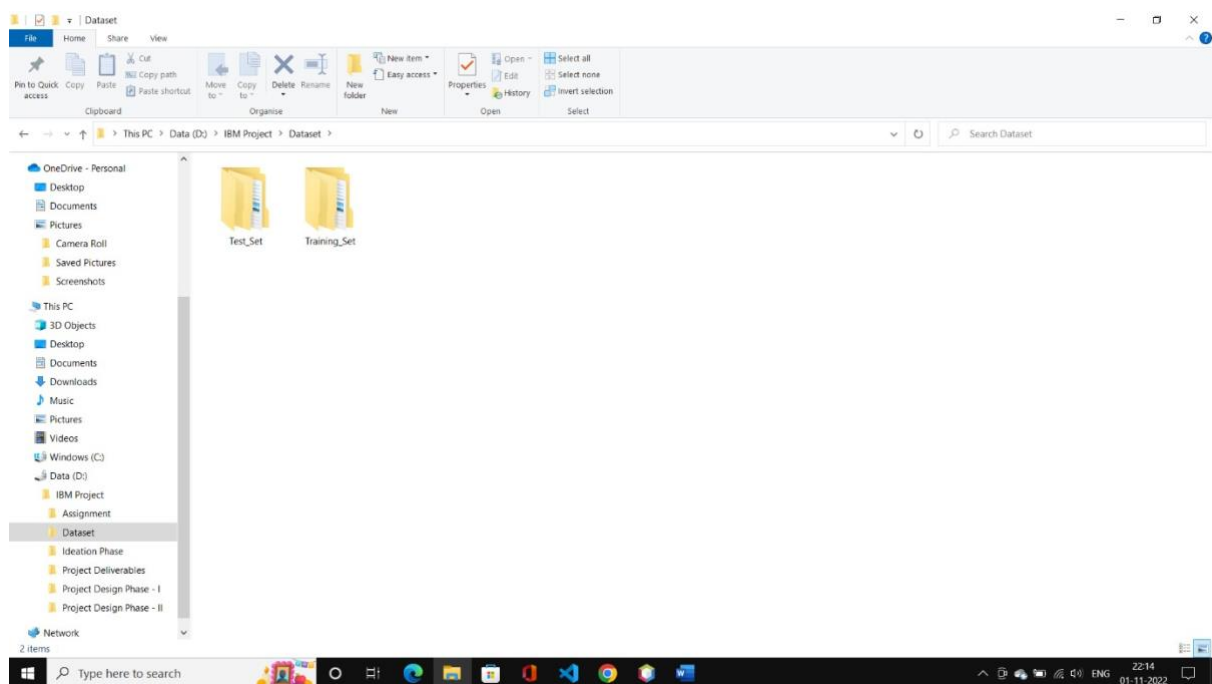 Dataset
File Home Share View
Pin to Quick access
Copy
Paste
Cut
Copy path
Paste shortcut
Clipboard
Move to
Copy to
Delete
Rename
Organise
New folder
New item
Easy access
New
Properties
Open
Edit
History
Open
Select all
Select none
Invert selection
Select
This PC > Data (D:) > IBM Project > Dataset >
Search Dataset
OneDrive - Personal
Desktop
Documents
Pictures
Camera Roll
Saved Pictures
Screenshots
This PC
3D Objects
Desktop
Documents
Downloads
Music
Pictures
Videos
Windows (C:)
Data (D:)
IBM Project
Assignment
Dataset
Ideation Phase
Project Deliverables
Project Design Phase - I
Project Design Phase - II
Network
Test_Set
Training_Set
2 items
Type here to search
ENG
22:14
01-11-2022